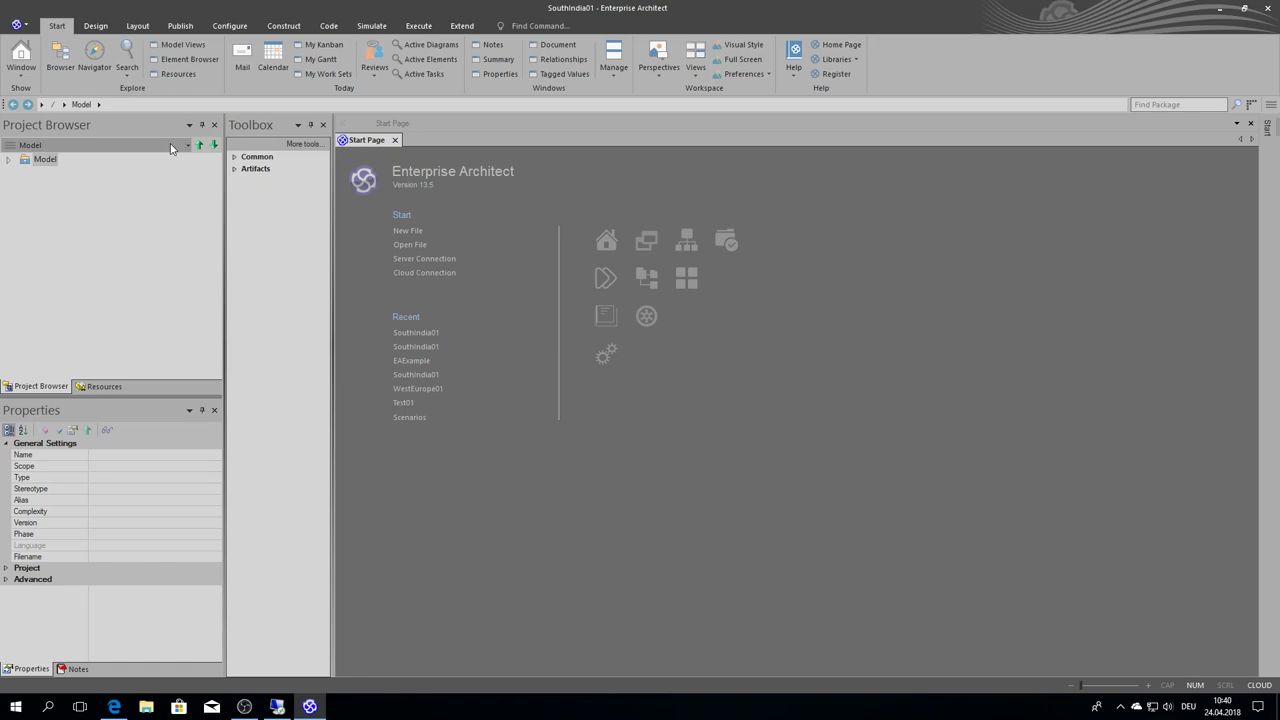 SouthIndia01 - Enterprise Architect
Start Design Layout Publish Configure Construct Code Simulate Execute Extend Find Command...
Window Browser Navigator Search
Model Views
Element Browser
Resources
Mail Calendar
My Kanban
My Gantt
My Work Sets
Reviews
Active Diagrams
Active Elements
Active Tasks
Notes
Summary
Properties
Document
Relationships
Tagged Values
Manage
Perspectives Views
Visual Style
Full Screen
Preferences
Help
Home Page
Libraries
Register
Show Explore Today Windows Workspace Help
/ Model
Find Package
Project Browser
Model
Model
Project Browser Resources
Toolbox
More tools...
Common
Artifacts
Start Page
Start Page
Enterprise Architect
Version 13.5
Start
New File
Open File
Server Connection
Cloud Connection
Recent
SouthIndia01
SouthIndia01
EAExample
SouthIndia01
WestEurope01
Test01
Scenarios
Start
Properties
General Settings
Name
Scope
Type
Stereotype
Alias
Complexity
Version
Phase
Language
Filename
Project
Advanced
Properties Notes
CAP NUM SCRL CLOUD
DEU
10:40
24.04.2018